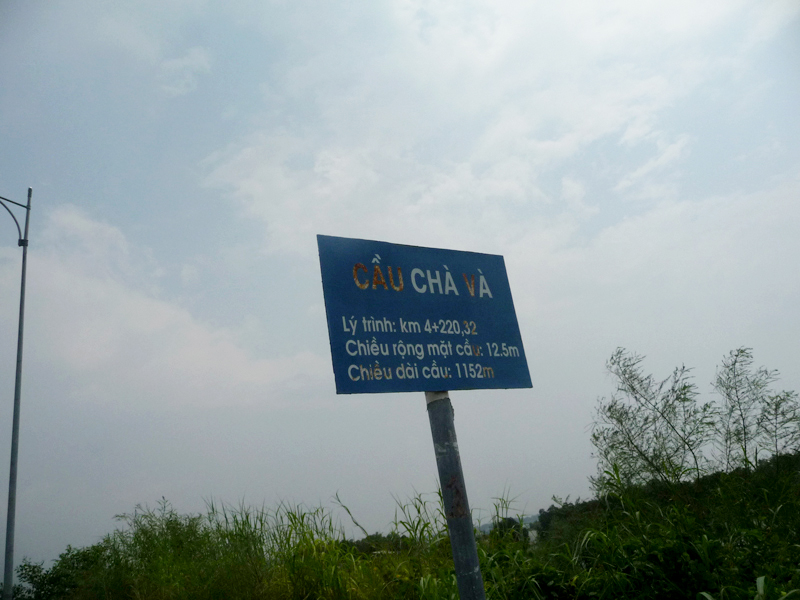 CẦU CHÀ VÀ
Lý trình: km 4+220,32
Chiều rộng mặt cầu: 12.5m
Chiều dài cầu: 1152m